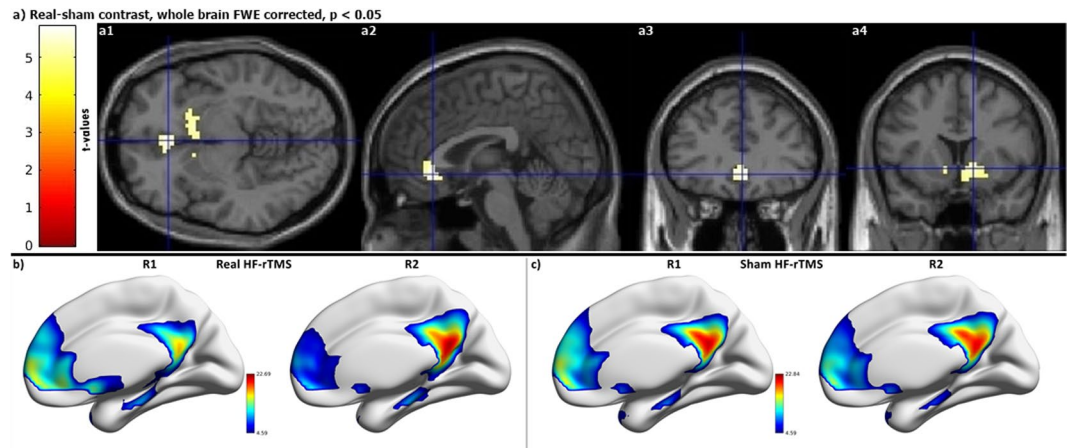 a) Real-sham contrast, whole brain FWE corrected, p < 0.05
a1 a2 a3 a4
5
4
3
2
1
0
t-values
b) R1 Real HF-rTMS R2 c) R1 Sham HF-rTMS R2
22.69 22.84
4.59 4.59